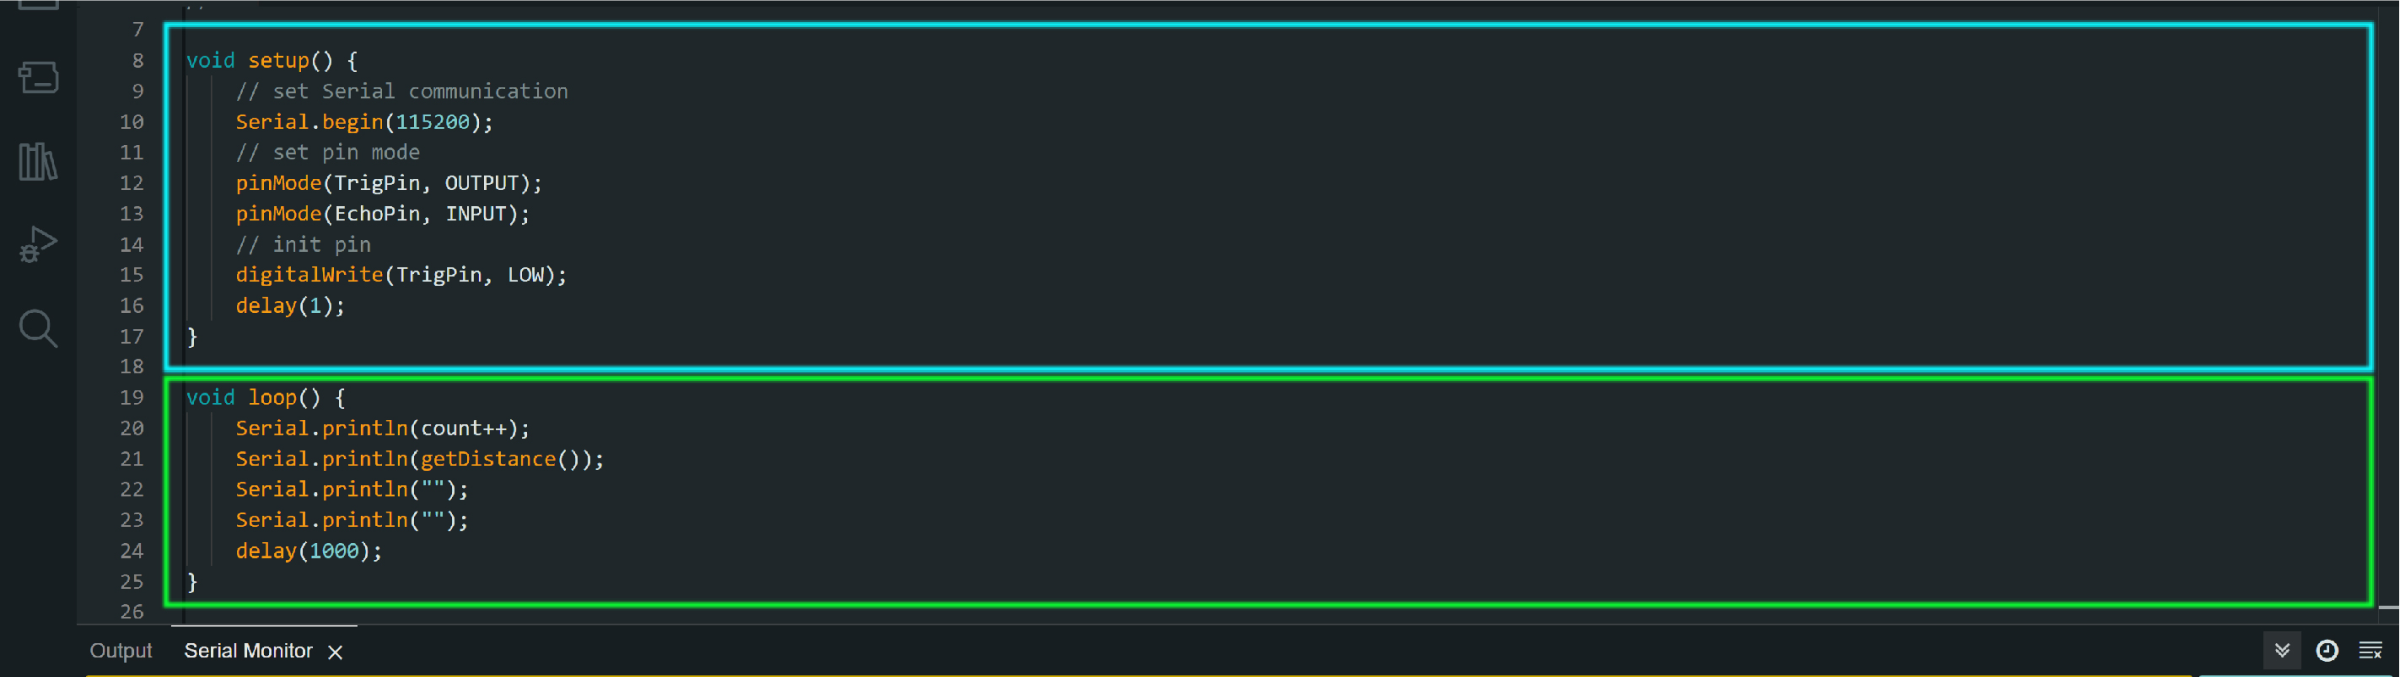 7
8 void setup() {
9 // set Serial communication
10 Serial.begin(115200);
11 // set pin mode
12 pinMode(TrigPin, OUTPUT);
13 pinMode(EchoPin, INPUT);
14 // init pin
15 digitalWrite(TrigPin, LOW);
16 delay(1);
17 }
18
19 void loop() {
20 Serial.println(count++);
21 Serial.println(getDistance());
22 Serial.println("");
23 Serial.println("");
24 delay(1000);
25 }
26
Output Serial Monitor